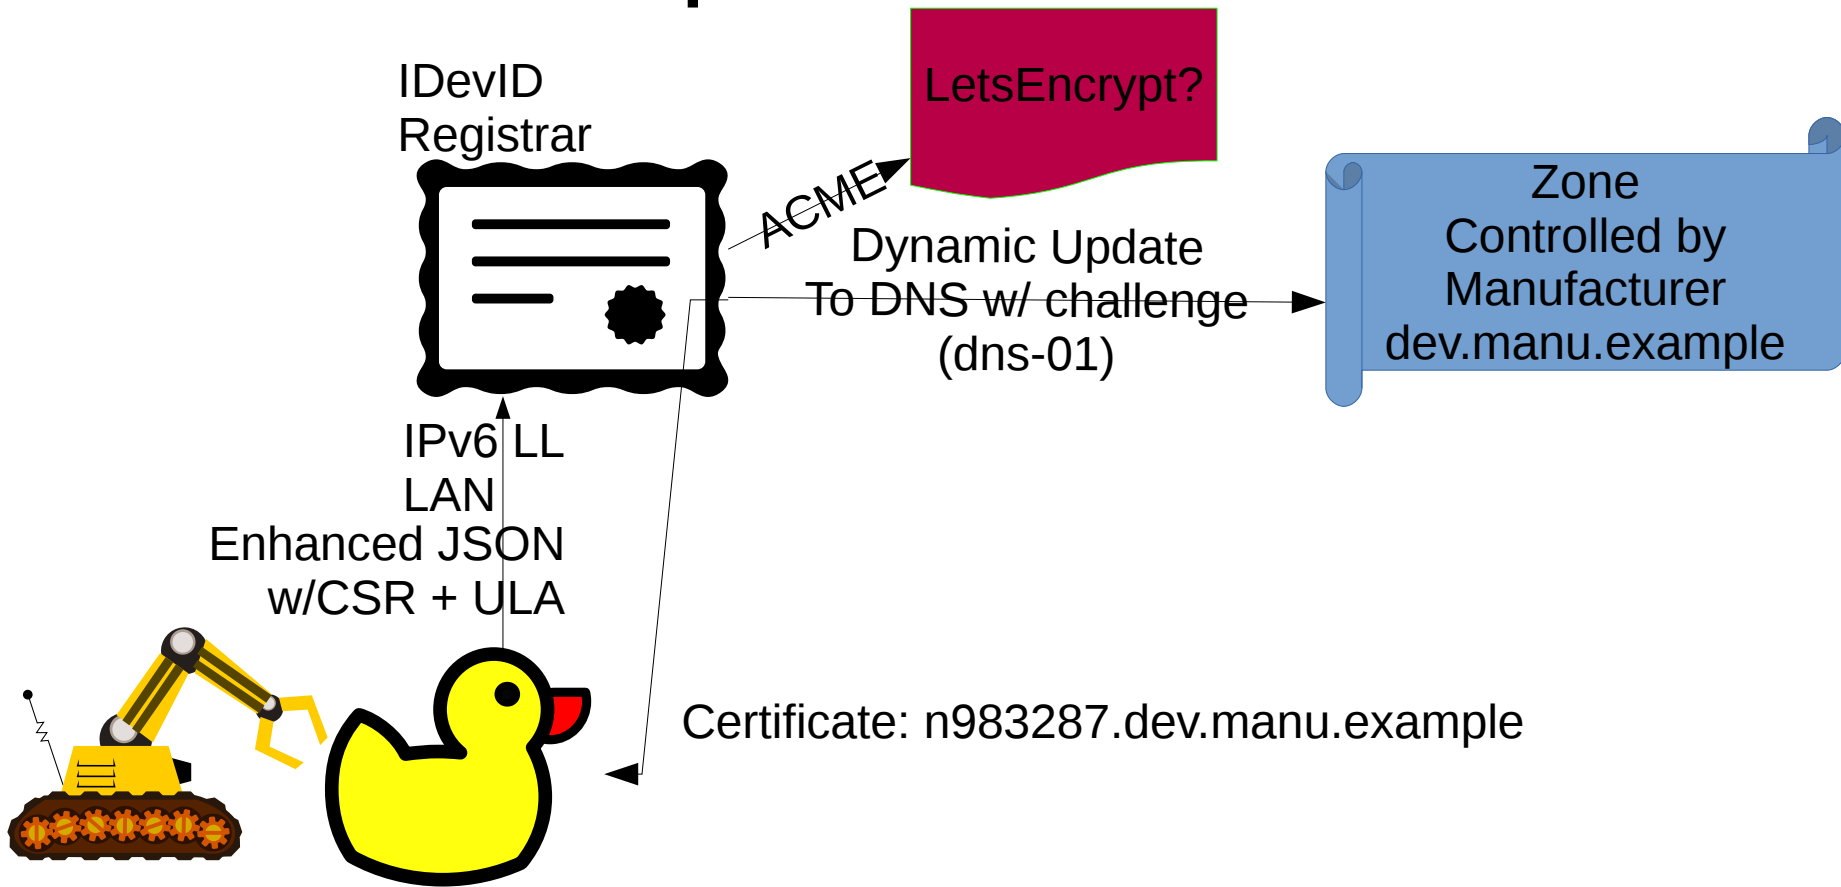 IDevID
Registrar
LetsEncrypt?
ACME
Zone
Controlled by
Manufacturer
dev.manu.example
Dynamic Update
To DNS w/ challenge
(dns-01)
IPv6 LL
LAN
Enhanced JSON
w/CSR + ULA
Certificate: n983287.dev.manu.example